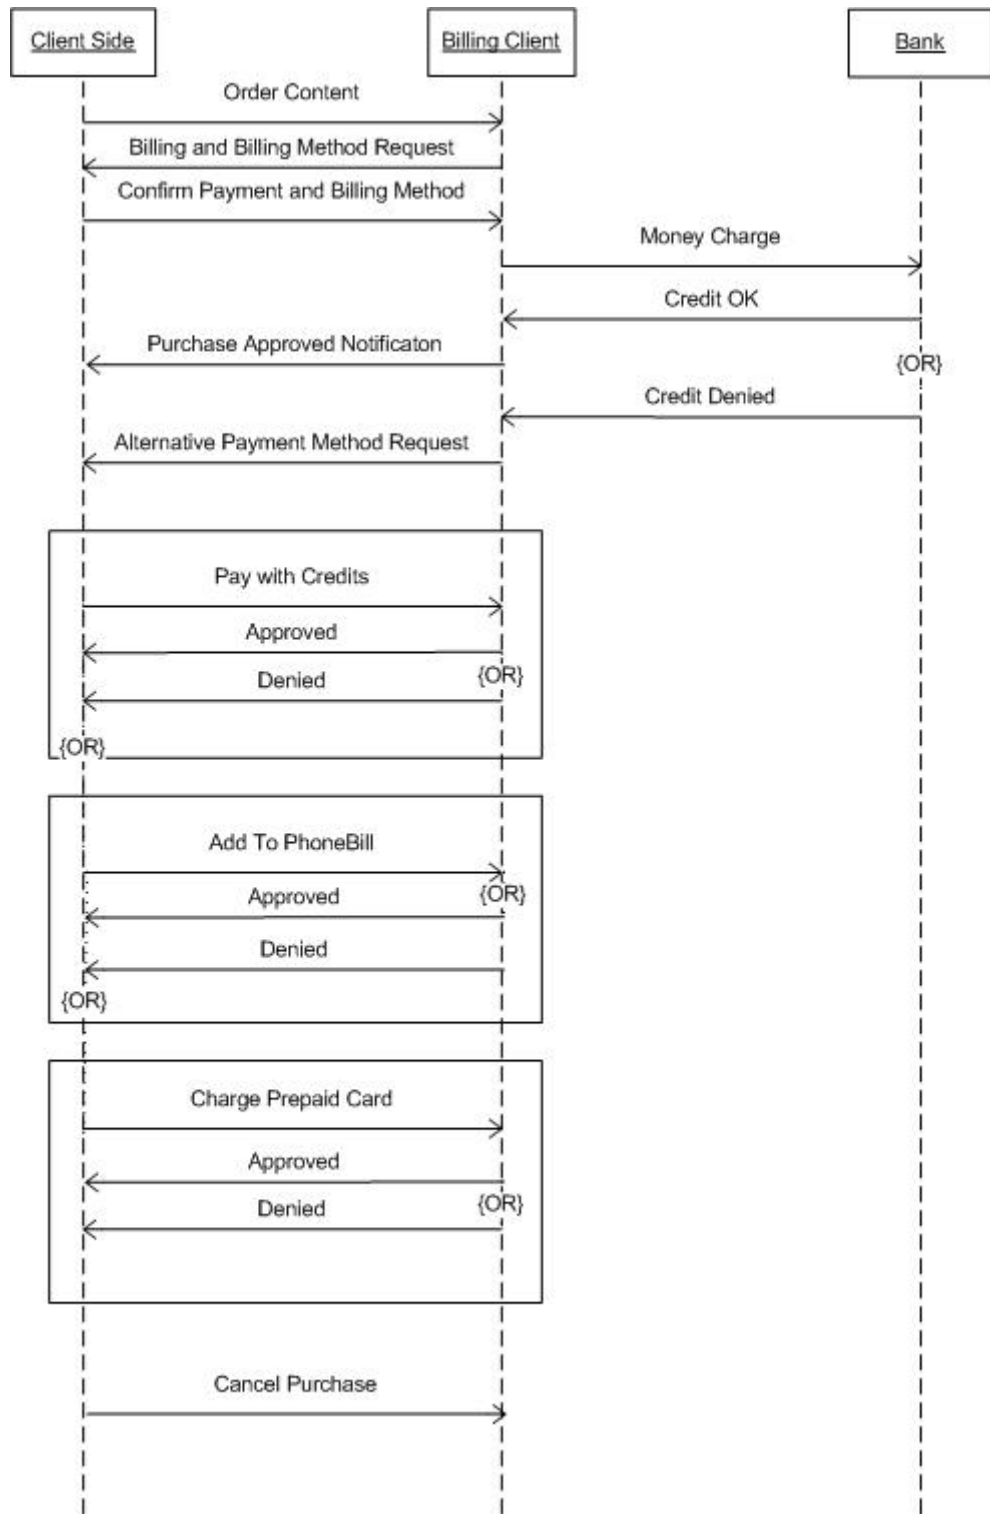 Client Side
Billing Client
Bank
Order Content
Billing and Billing Method Request
Confirm Payment and Billing Method
Money Charge
Credit OK
Purchase Approved Notificaton
{OR}
Credit Denied
Alternative Payment Method Request
Pay with Credits
Approved
{OR}
Denied
{OR}
Add To PhoneBill
{OR}
Approved
Denied
{OR}
Charge Prepaid Card
Approved
{OR}
Denied
Cancel Purchase